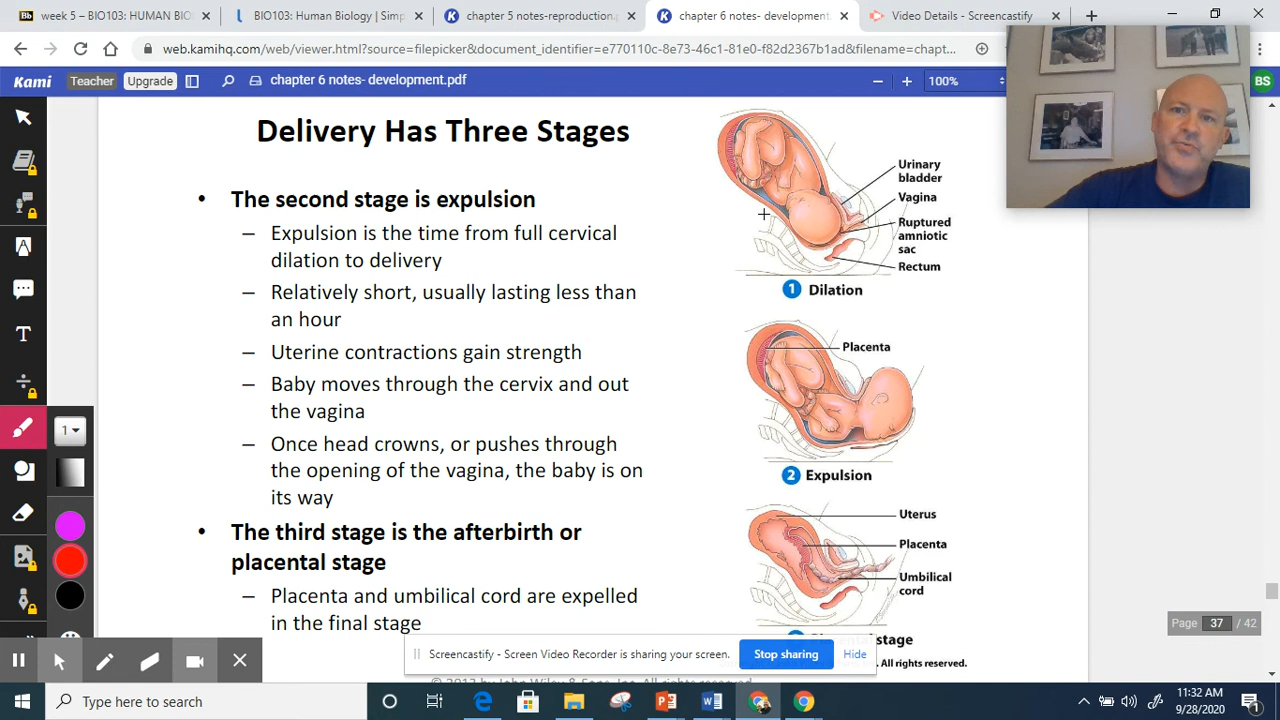 week 5 – BIO103: HUMAN BIO
BIO103: Human Biology | Simp
chapter 5 notes-reproduction.p
chapter 6 notes- development.
Video Details - Screencastify
web.kamihq.com/web/viewer.html?source=filepicker&document_identifier=e770110c-8e73-46c1-81e0-f82d2367b1ad&filename=chapt...
Kami
Teacher
Upgrade
chapter 6 notes- development.pdf
100%
BS
Delivery Has Three Stages
• The second stage is expulsion
– Expulsion is the time from full cervical
dilation to delivery
– Relatively short, usually lasting less than
an hour
– Uterine contractions gain strength
– Baby moves through the cervix and out
the vagina
– Once head crowns, or pushes through
the opening of the vagina, the baby is on
its way
• The third stage is the afterbirth or
placental stage
– Placenta and umbilical cord are expelled
in the final stage
Urinary
bladder
Vagina
Ruptured
amniotic
sac
Rectum
1 Dilation
Placenta
2 Expulsion
Uterus
Placenta
Umbilical
cord
stage
. All rights reserved.
1
Page 37 / 42
Screencastify - Screen Video Recorder is sharing your screen.
Stop sharing
Hide
Type here to search
11:32 AM
9/28/2020
1